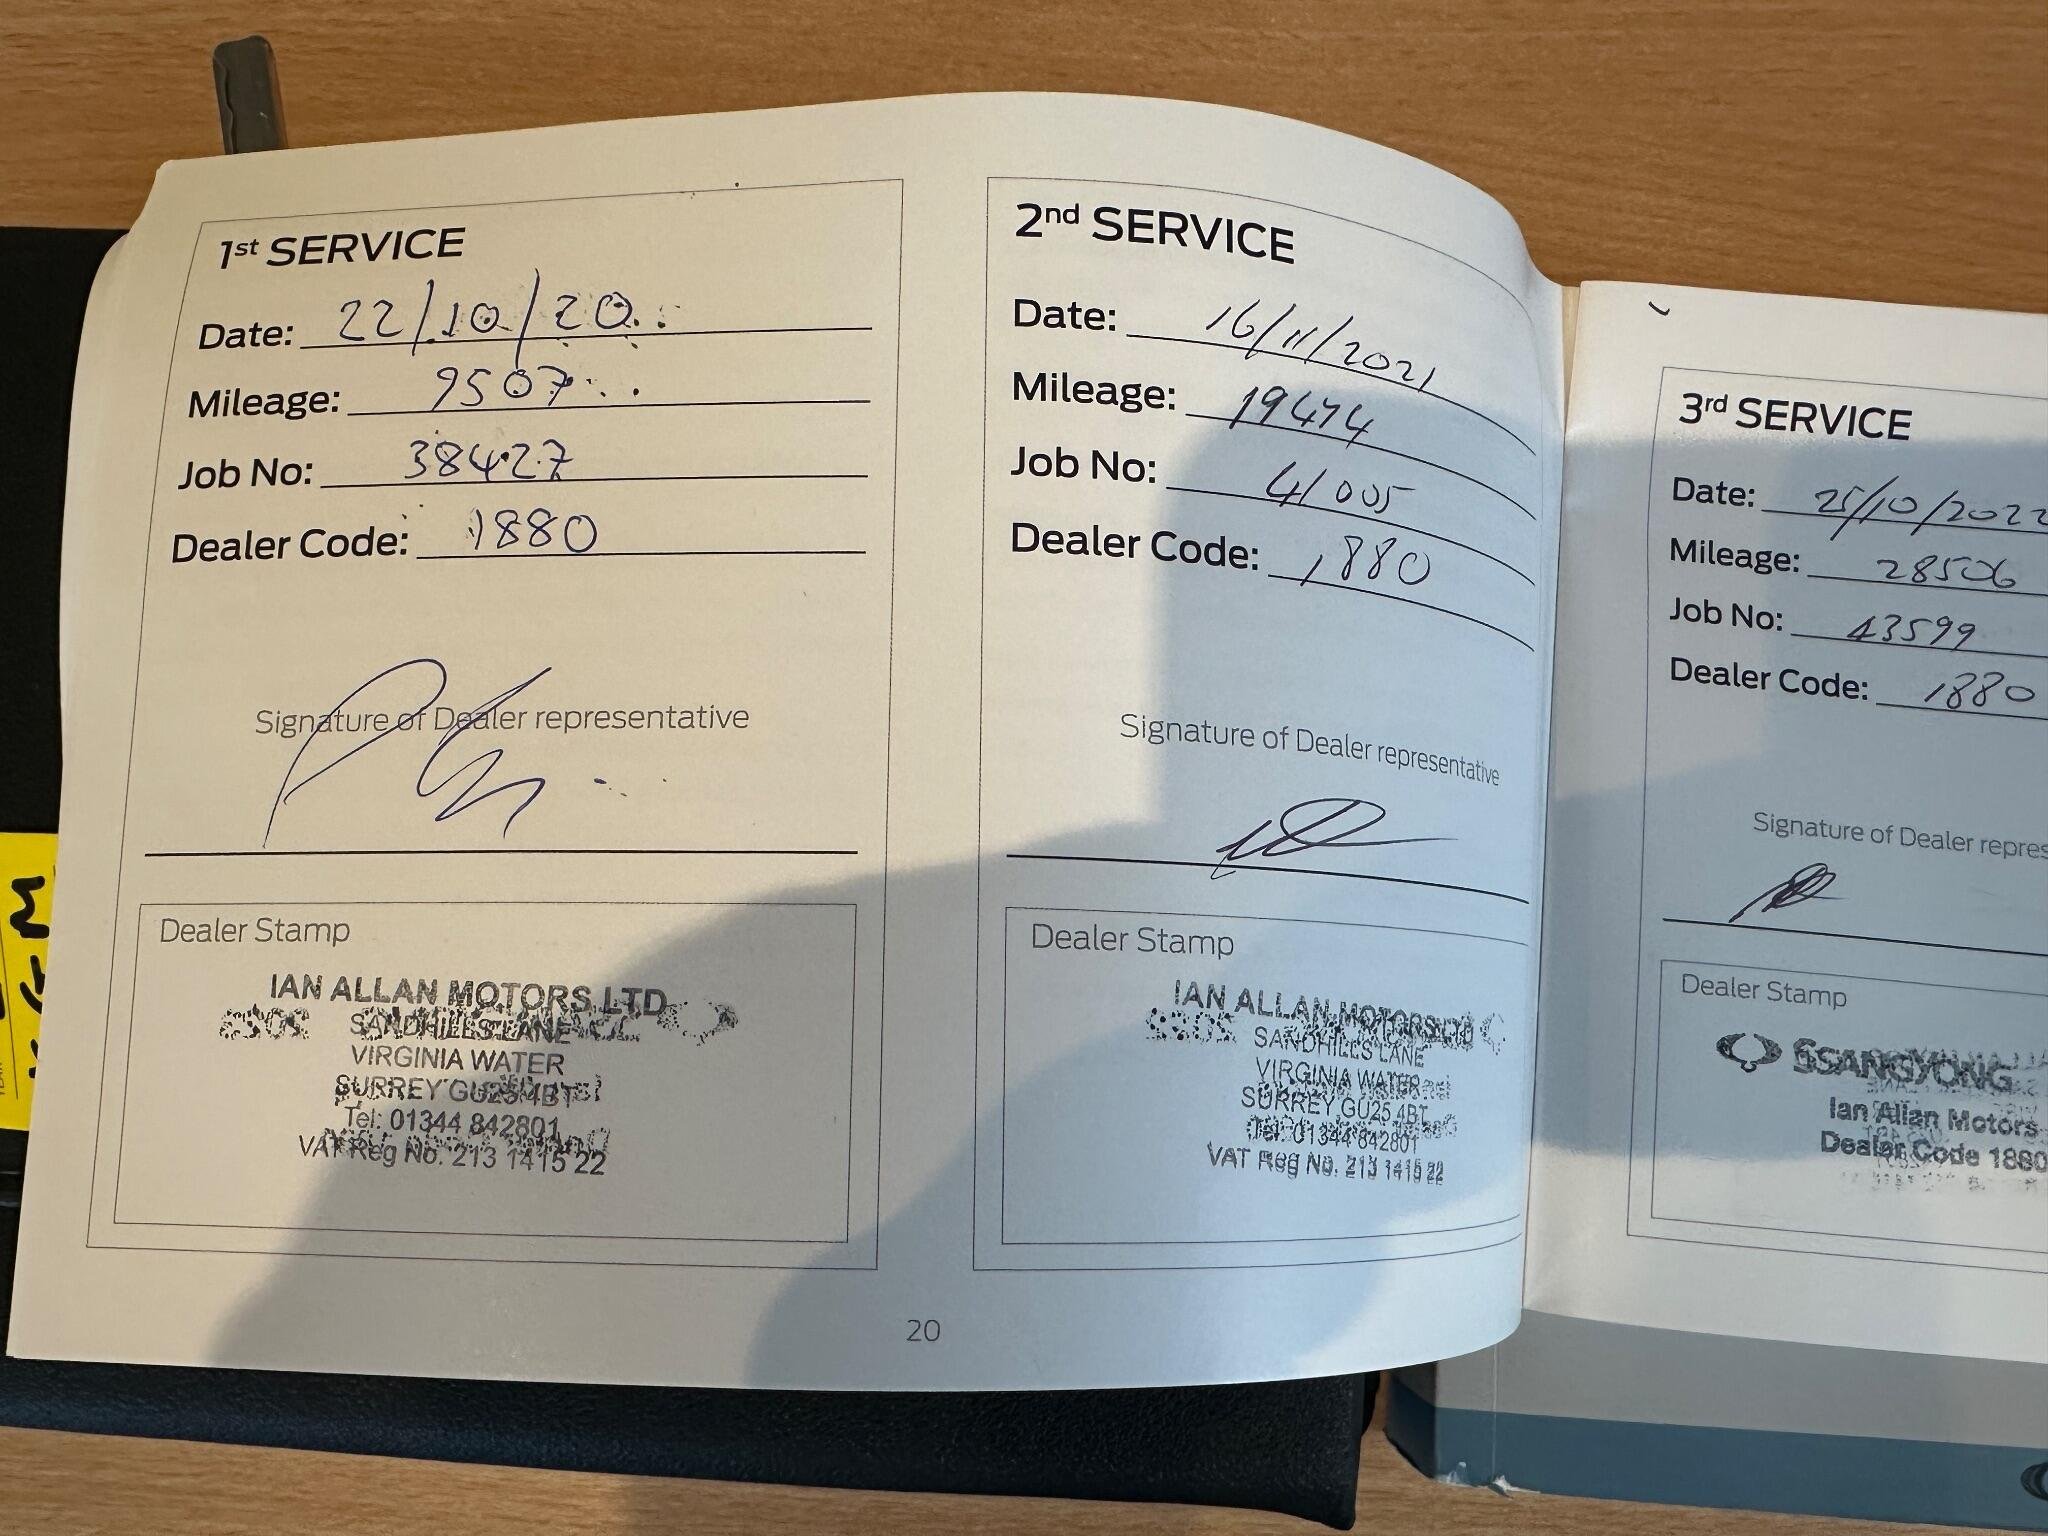 1st SERVICE
Date: 22/10/20
Mileage: 9507
Job No: 38427
Dealer Code: 1880
Signature of Dealer representative
Dealer Stamp
IAN ALLAN MOTORS LTD
SANDHILLS LANE
VIRGINIA WATER
SURREY GU25 4BT
Tel: 01344 842801
VAT Reg No. 213 1415 22
2nd SERVICE
Date: 16/11/2021
Mileage: 19474
Job No: 41005
Dealer Code: 1880
Signature of Dealer representative
Dealer Stamp
IAN ALLAN MOTORS LTD
SANDHILLS LANE
VIRGINIA WATER
SURREY GU25 4BT
Tel: 01344 842801
VAT Reg No. 213 1415 22
20
3rd SERVICE
Date: 25/10/2022
Mileage: 28506
Job No: 43599
Dealer Code: 1880
Signature of Dealer repres
Dealer Stamp
SSANGYONG
Ian Allan Motors
Dealer Code 1880